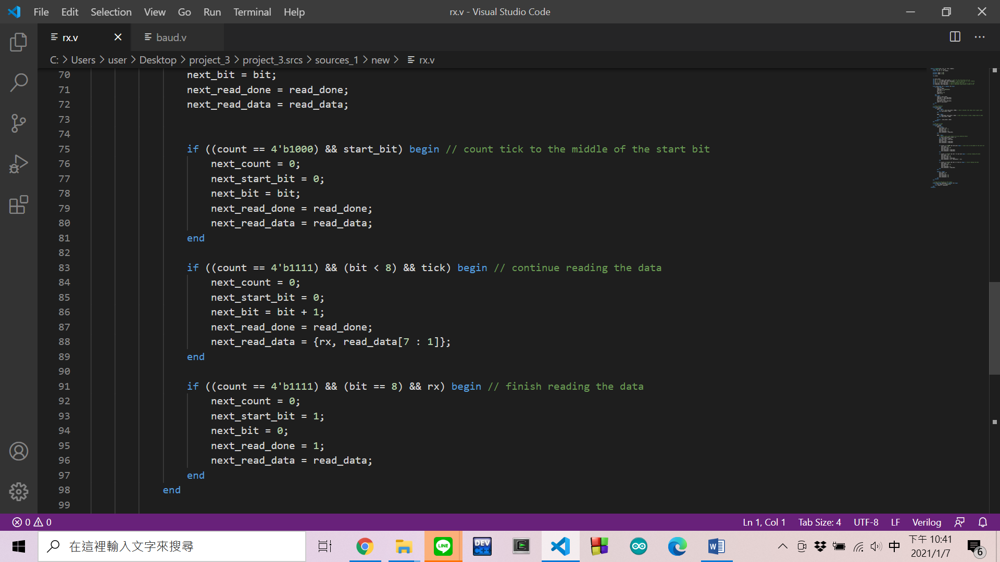 File Edit Selection View Go Run Terminal Help rx.v - Visual Studio Code
rx.v baud.v
C: > Users > user > Desktop > project_3 > project_3.srcs > sources_1 > new > rx.v
70 next_bit = bit;
71 next_read_done = read_done;
72 next_read_data = read_data;
73
74
75 if ((count == 4'b1000) && start_bit) begin // count tick to the middle of the start bit
76 next_count = 0;
77 next_start_bit = 0;
78 next_bit = bit;
79 next_read_done = read_done;
80 next_read_data = read_data;
81 end
82
83 if ((count == 4'b1111) && (bit < 8) && tick) begin // continue reading the data
84 next_count = 0;
85 next_start_bit = 0;
86 next_bit = bit + 1;
87 next_read_done = read_done;
88 next_read_data = {rx, read_data[7 : 1]};
89 end
90
91 if ((count == 4'b1111) && (bit == 8) && rx) begin // finish reading the data
92 next_count = 0;
93 next_start_bit = 1;
94 next_bit = 0;
95 next_read_done = 1;
96 next_read_data = read_data;
97 end
98 end
99
0 0 Ln 1, Col 1 Tab Size: 4 UTF-8 LF Verilog
在這裡輸入文字來搜尋
LINE
DEV C++
中
下午 10:41
2021/1/7
6